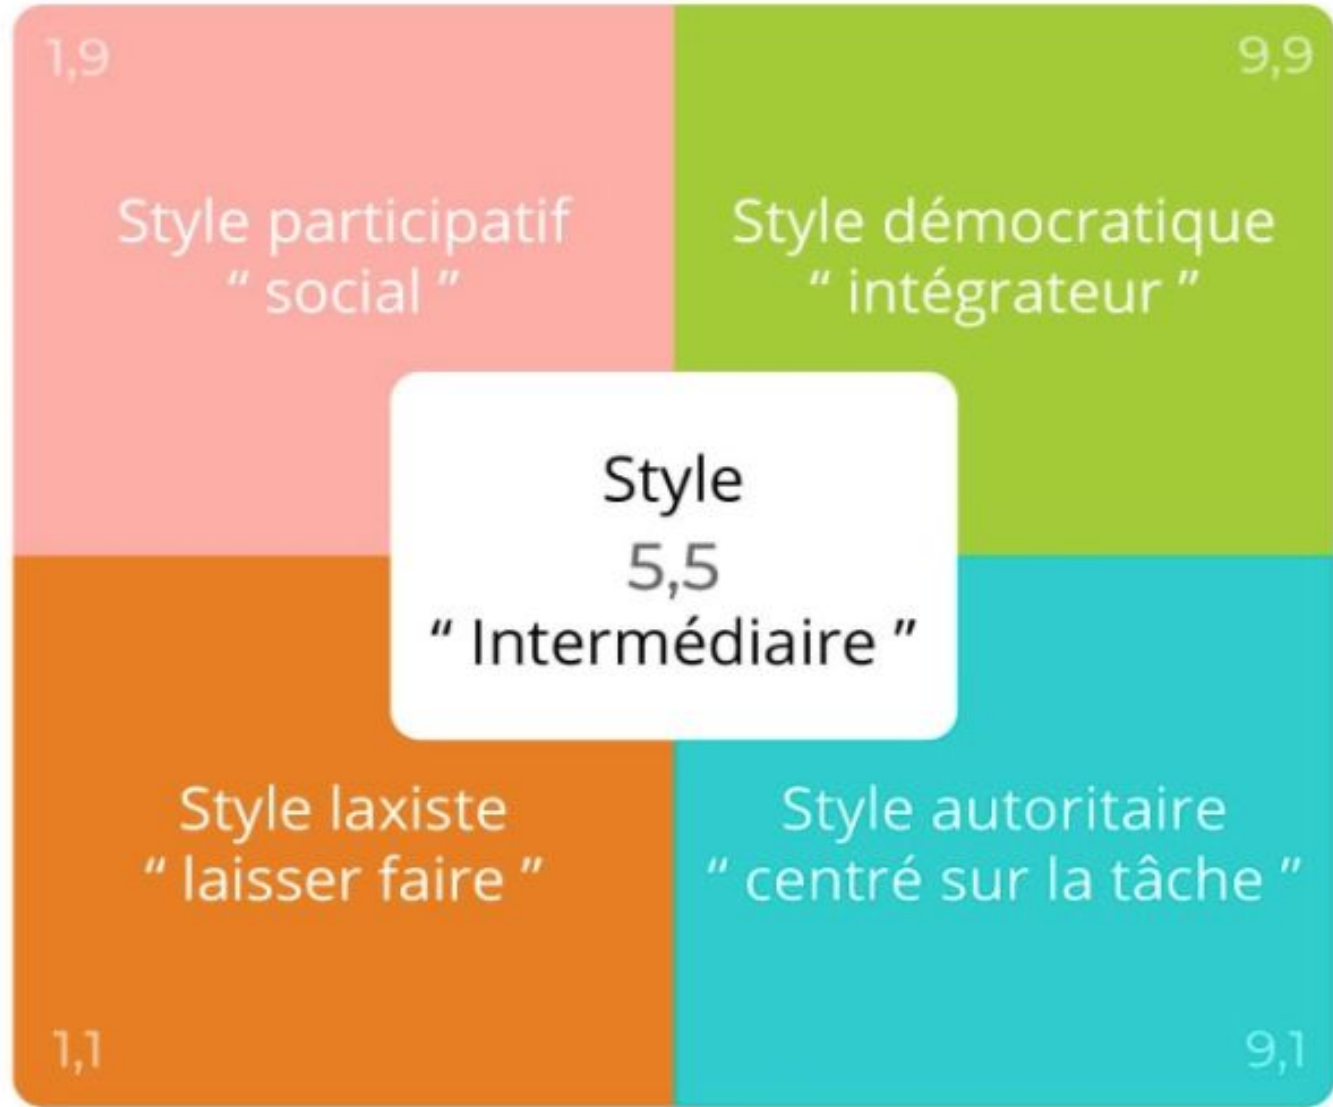 1,9
Style participatif
“ social ”
9,9
Style démocratique
“ intégrateur ”
Style
5,5
“ Intermédiaire ”
Style laxiste
“ laisser faire ”
1,1
Style autoritaire
“ centré sur la tâche ”
9,1